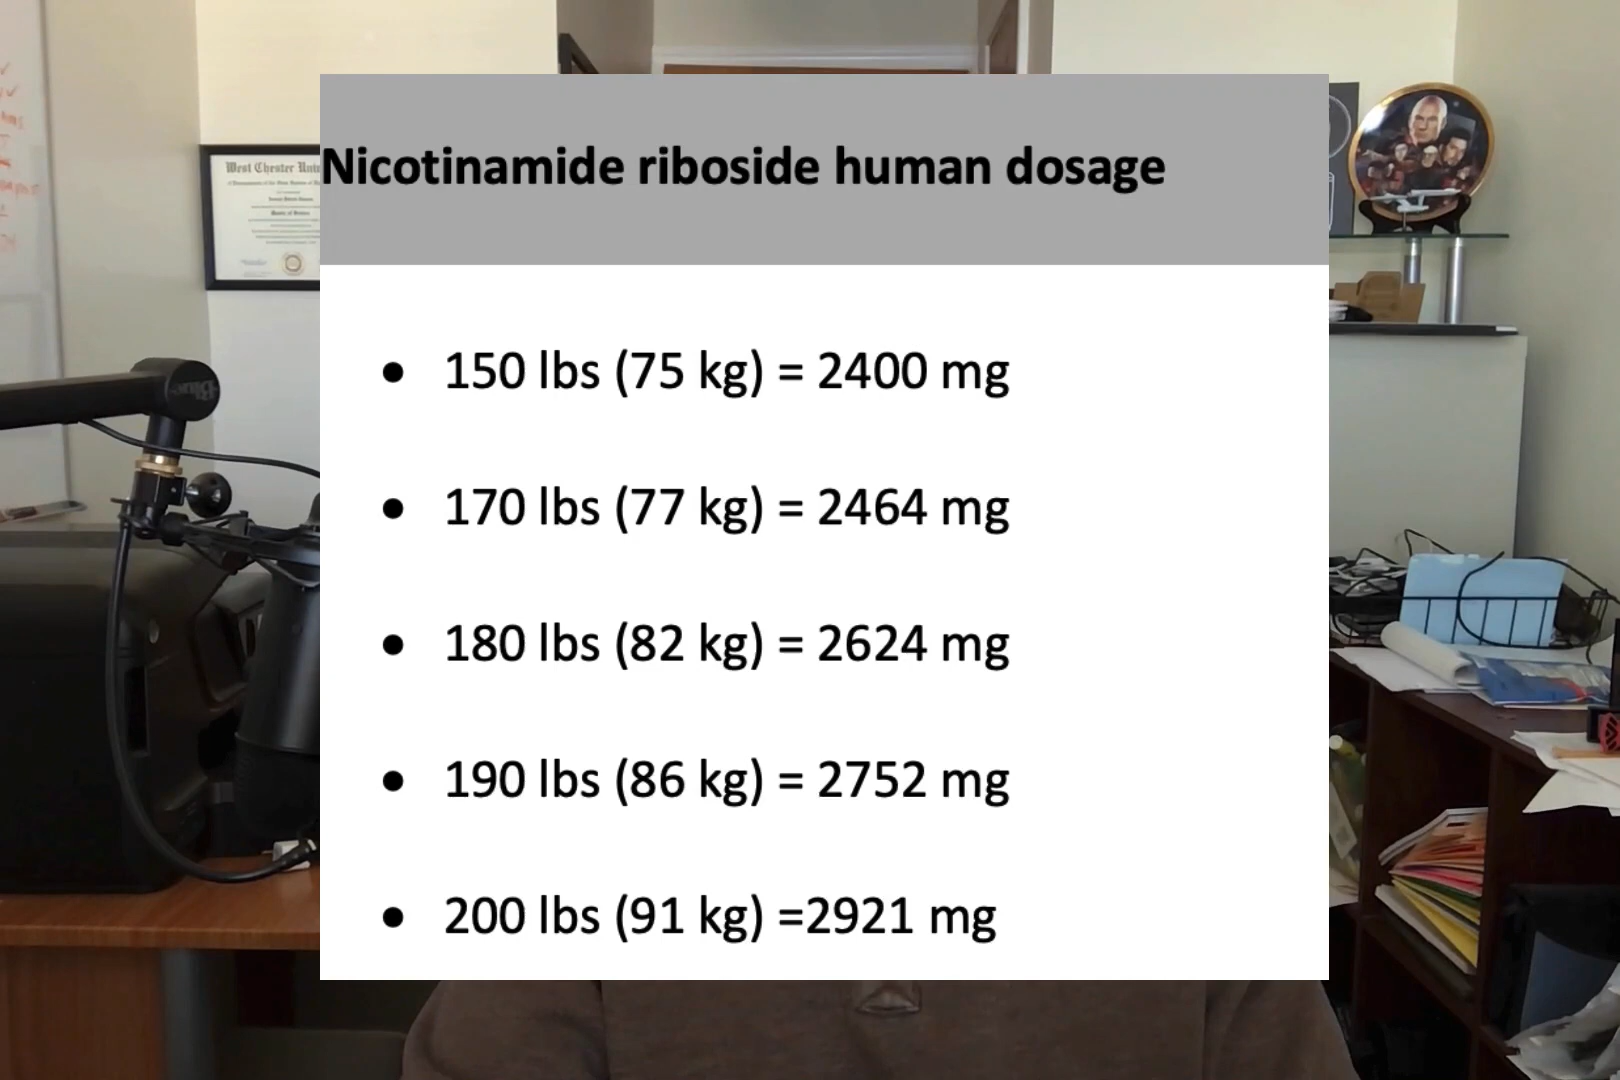 Nicotinamide riboside human dosage
• 150 lbs (75 kg) = 2400 mg
• 170 lbs (77 kg) = 2464 mg
• 180 lbs (82 kg) = 2624 mg
• 190 lbs (86 kg) = 2752 mg
• 200 lbs (91 kg) =2921 mg
West Chester